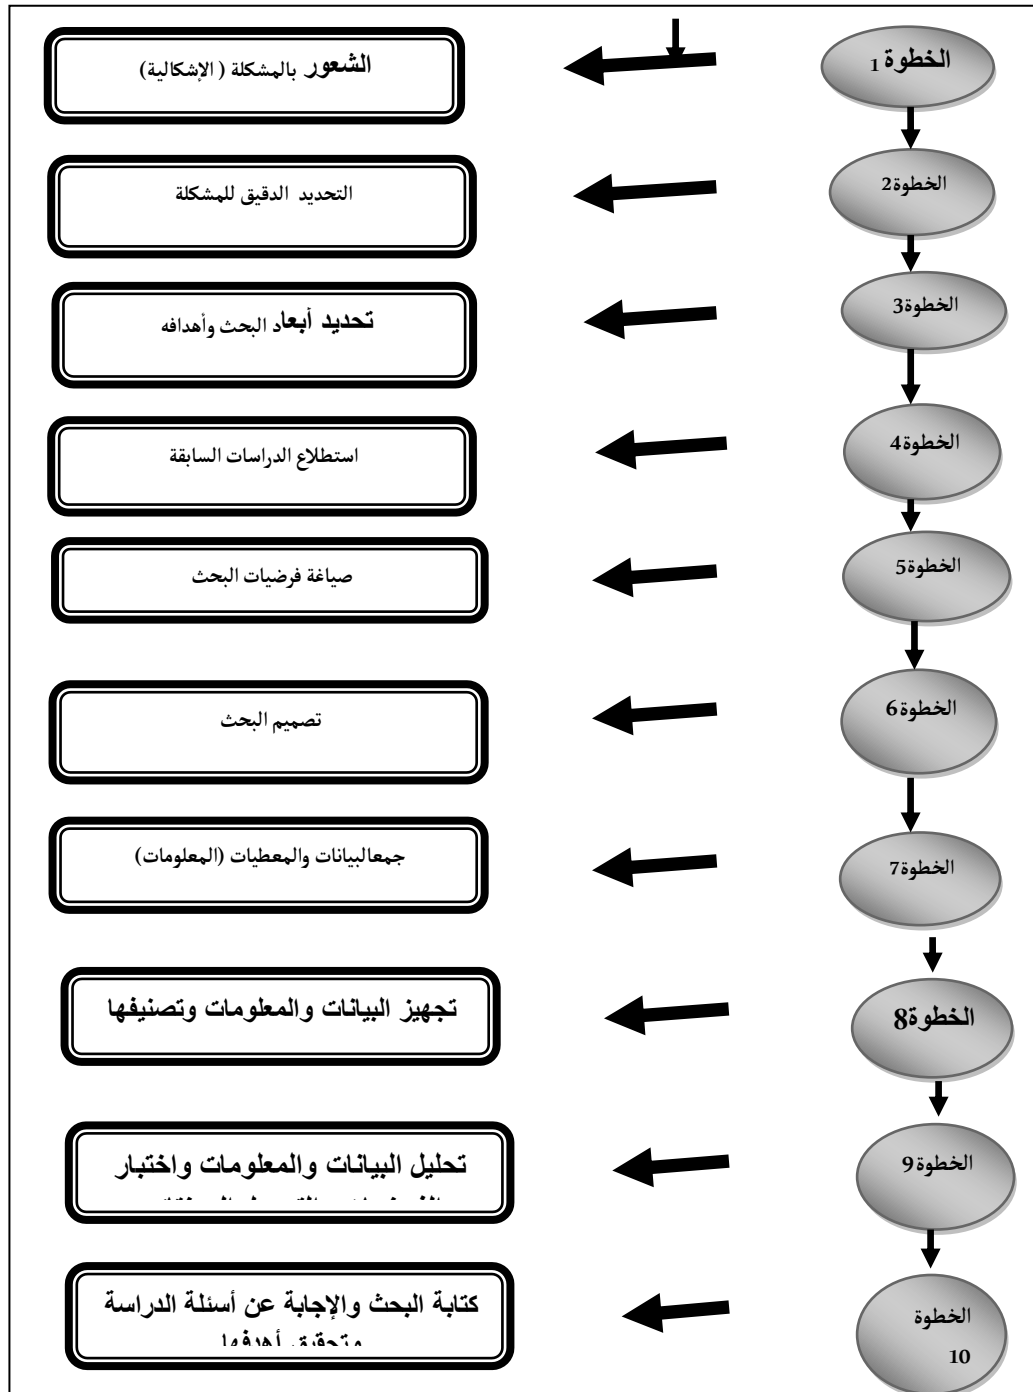 الخطوة 1
الشعور بالمشكلة ( الإشكالية)
الخطوة2
التحديد الدقيق للمشكلة
الخطوة3
تحديد أبعاد البحث وأهدافه
الخطوة4
استطلاع الدراسات السابقة
الخطوة5
صياغة فرضيات البحث
الخطوة6
تصميم البحث
الخطوة7
جمعالبيانات والمعطيات (المعلومات)
الخطوة8
تجهيز البيانات والمعلومات وتصنيفها
الخطوة9
تحليل البيانات والمعلومات واختبار
الخطوة
10
كتابة البحث والإجابة عن أسئلة الدراسة
وتحقيق أهدفها